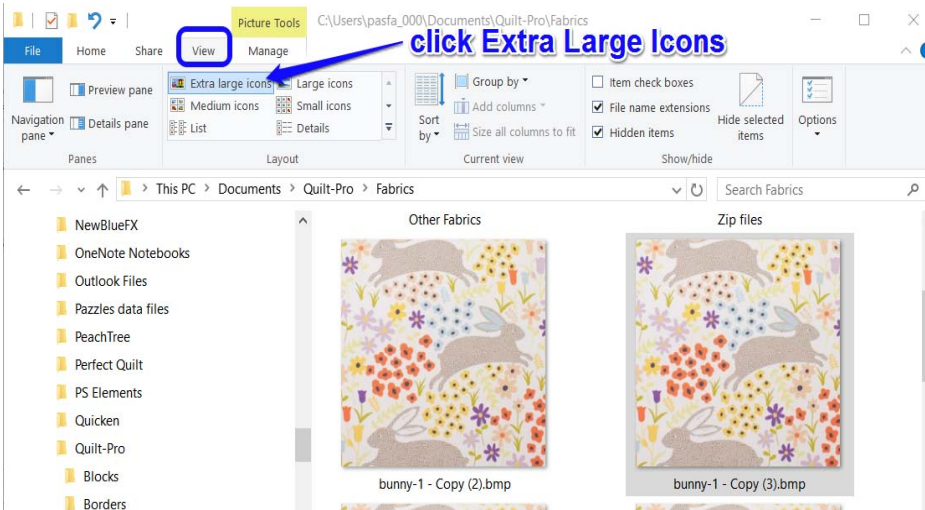 Picture Tools C:\Users\pasfa_000\Documents\Quilt-Pro\Fabrics
File Home Share View Manage
click Extra Large Icons
Navigation pane
Preview pane
Details pane
Panes
Extra large icons Large icons
Medium icons Small icons
List Details
Layout
Sort by
Group by
Add columns
Size all columns to fit
Current view
Item check boxes
File name extensions
Hidden items
Hide selected items
Show/hide
Options
This PC > Documents > Quilt-Pro > Fabrics
Search Fabrics
NewBlueFX
OneNote Notebooks
Outlook Files
Pazzles data files
PeachTree
Perfect Quilt
PS Elements
Quicken
Quilt-Pro
Blocks
Borders
Other Fabrics Zip files
bunny-1 - Copy (2).bmp bunny-1 - Copy (3).bmp